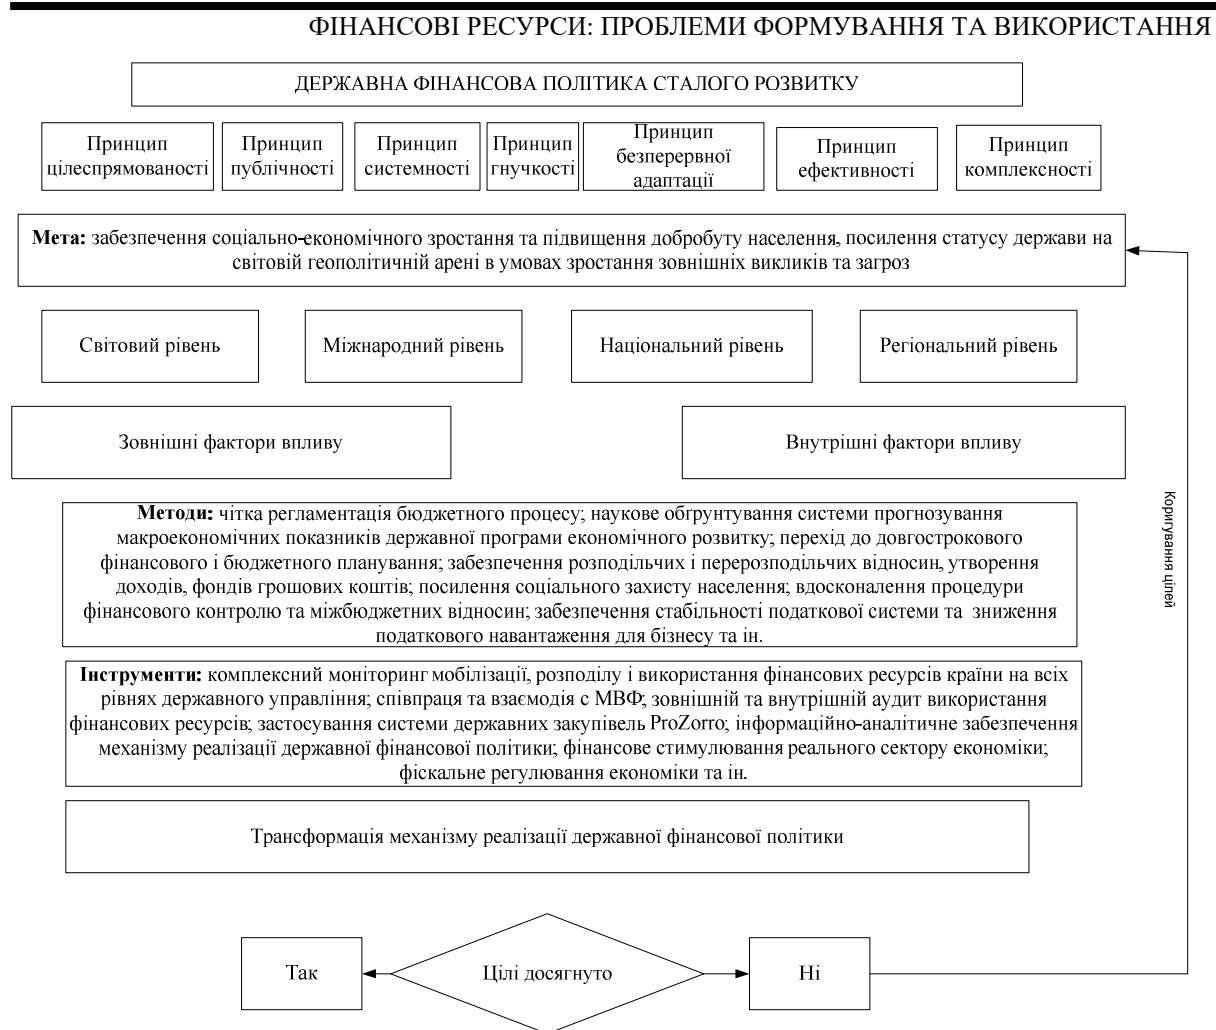 ФІНАНСОВІ РЕСУРСИ: ПРОБЛЕМИ ФОРМУВАННЯ ТА ВИКОРИСТАННЯ
ДЕРЖАВНА ФІНАНСОВА ПОЛІТИКА СТАЛОГО РОЗВИТКУ
Принцип
цілеспрямованості
Принцип
публічності
Принцип
системності
Принцип
гнучкості
Принцип
безперервної
адаптації
Принцип
ефективності
Принцип
комплексності
Мета: забезпечення соціально-економічного зростання та підвищення добробуту населення, посилення статусу держави на
світовій геополітичній арені в умовах зростання зовнішніх викликів та загроз
Світовий рівень
Міжнародний рівень
Національний рівень
Регіональний рівень
Зовнішні фактори впливу
Внутрішні фактори впливу
Методи: чітка регламентація бюджетного процесу; наукове обґрунтування системи прогнозування
макроекономічних показників державної програми економічного розвитку; перехід до довгострокового
фінансового і бюджетного планування; забезпечення розподільчих і перерозподільчих відносин, утворення
доходів, фондів грошових коштів; посилення соціального захисту населення; вдосконалення процедури
фінансового контролю та міжбюджетних відносин; забезпечення стабільності податкової системи та зниження
податкового навантаження для бізнесу та ін.
Інструменти: комплексний моніторинг мобілізації, розподілу і використання фінансових ресурсів країни на всіх
рівнях державного управління; співпраця та взаємодія с МВФ; зовнішній та внутрішній аудит використання
фінансових ресурсів; застосування системи державних закупівель ProZorro; інформаційно-аналітичне забезпечення
механізму реалізації державної фінансової політики; фінансове стимулювання реального сектору економіки;
фіскальне регулювання економіки та ін.
Трансформація механізму реалізації державної фінансової політики
Так
Цілі досягнуто
Ні
Коригування цілей